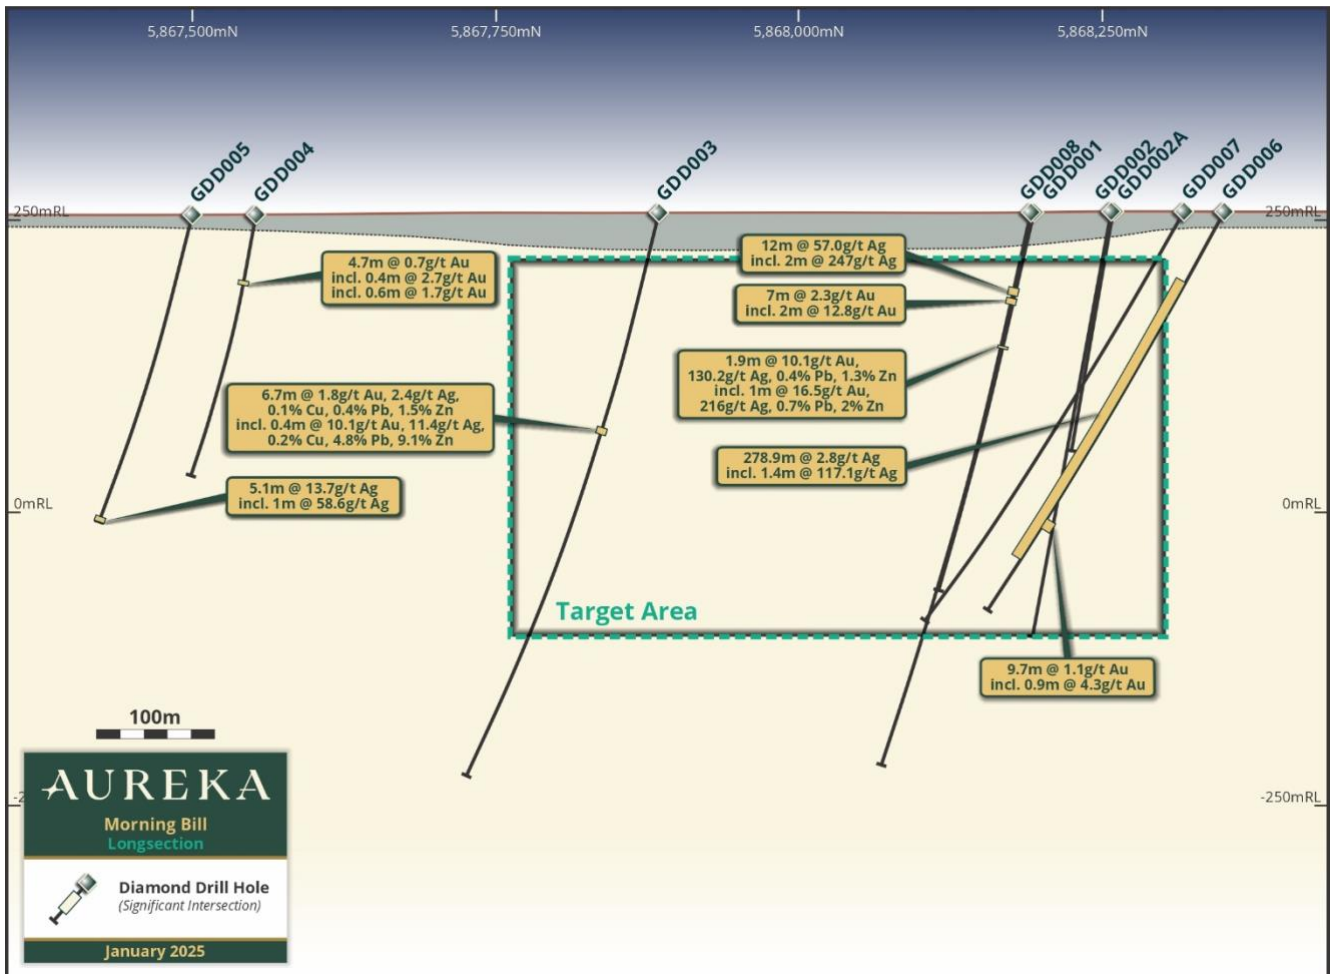 5,867,500mN
5,867,750mN
5,868,000mN
5,868,250mN
GDD005
GDD004
GDD003
GDD008
GDD001
GDD002
GDD002A
GDD007
GDD006
250mRL
250mRL
4.7m @ 0.7g/t Au
incl. 0.4m @ 2.7g/t Au
incl. 0.6m @ 1.7g/t Au
12m @ 57.0g/t Ag
incl. 2m @ 247g/t Ag
7m @ 2.3g/t Au
incl. 2m @ 12.8g/t Au
1.9m @ 10.1g/t Au,
130.2g/t Ag, 0.4% Pb, 1.3% Zn
incl. 1m @ 16.5g/t Au,
216g/t Ag, 0.7% Pb, 2% Zn
6.7m @ 1.8g/t Au, 2.4g/t Ag,
0.1% Cu, 0.4% Pb, 1.5% Zn
incl. 0.4m @ 10.1g/t Au, 11.4g/t Ag,
0.2% Cu, 4.8% Pb, 9.1% Zn
278.9m @ 2.8g/t Ag
incl. 1.4m @ 117.1g/t Ag
5.1m @ 13.7g/t Ag
incl. 1m @ 58.6g/t Ag
0mRL
0mRL
Target Area
9.7m @ 1.1g/t Au
incl. 0.9m @ 4.3g/t Au
100m
-250mRL
AUREKA
Morning Bill
Longsection
Diamond Drill Hole
(Significant Intersection)
January 2025